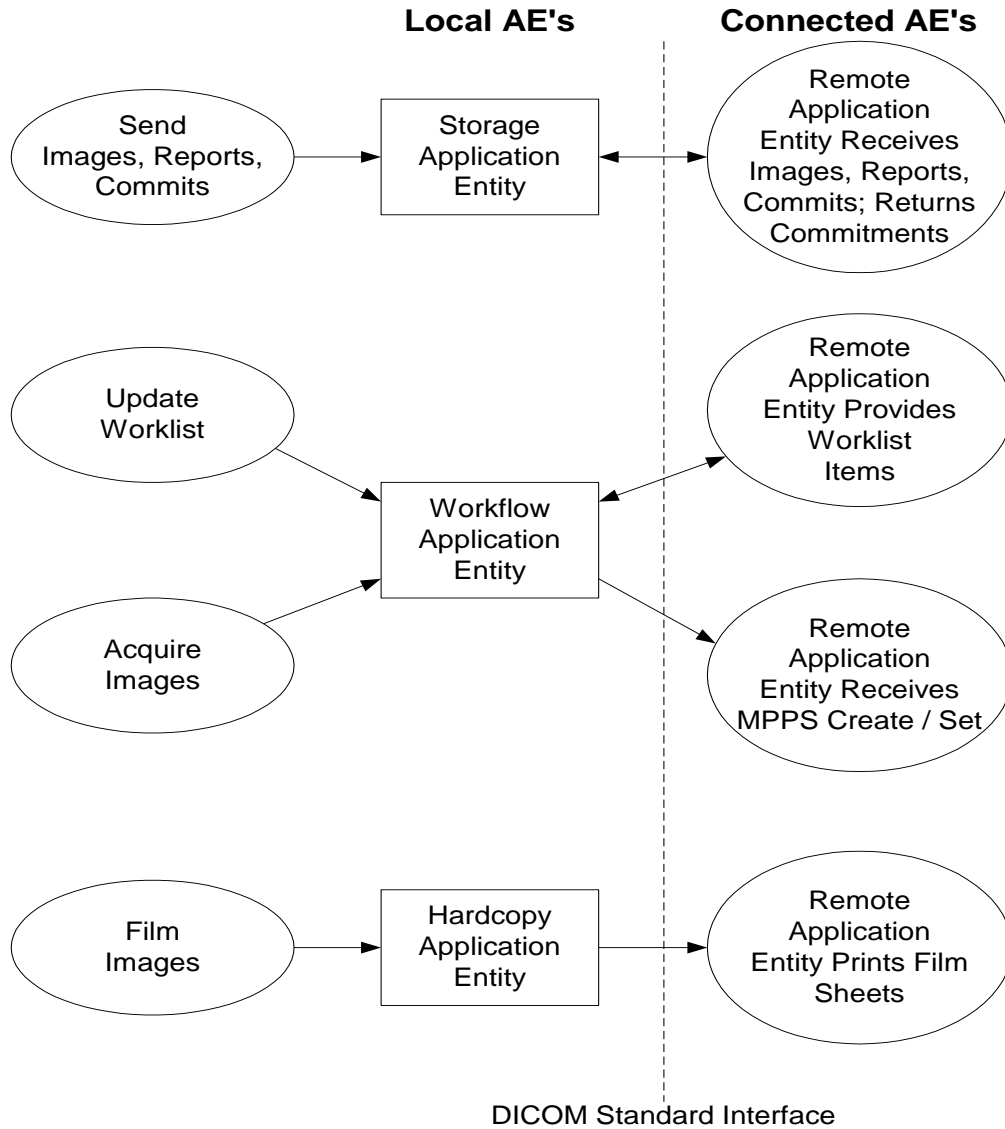 Local AE's
Connected AE's
Send
Images, Reports,
Commits
Storage
Application
Entity
Remote
Application
Entity Receives
Images, Reports,
Commits; Returns
Commitments
Update
Worklist
Remote
Application
Entity Provides
Worklist
Items
Workflow
Application
Entity
Acquire
Images
Remote
Application
Entity Receives
MPPS Create / Set
Film
Images
Hardcopy
Application
Entity
Remote
Application
Entity Prints Film
Sheets
DICOM Standard Interface